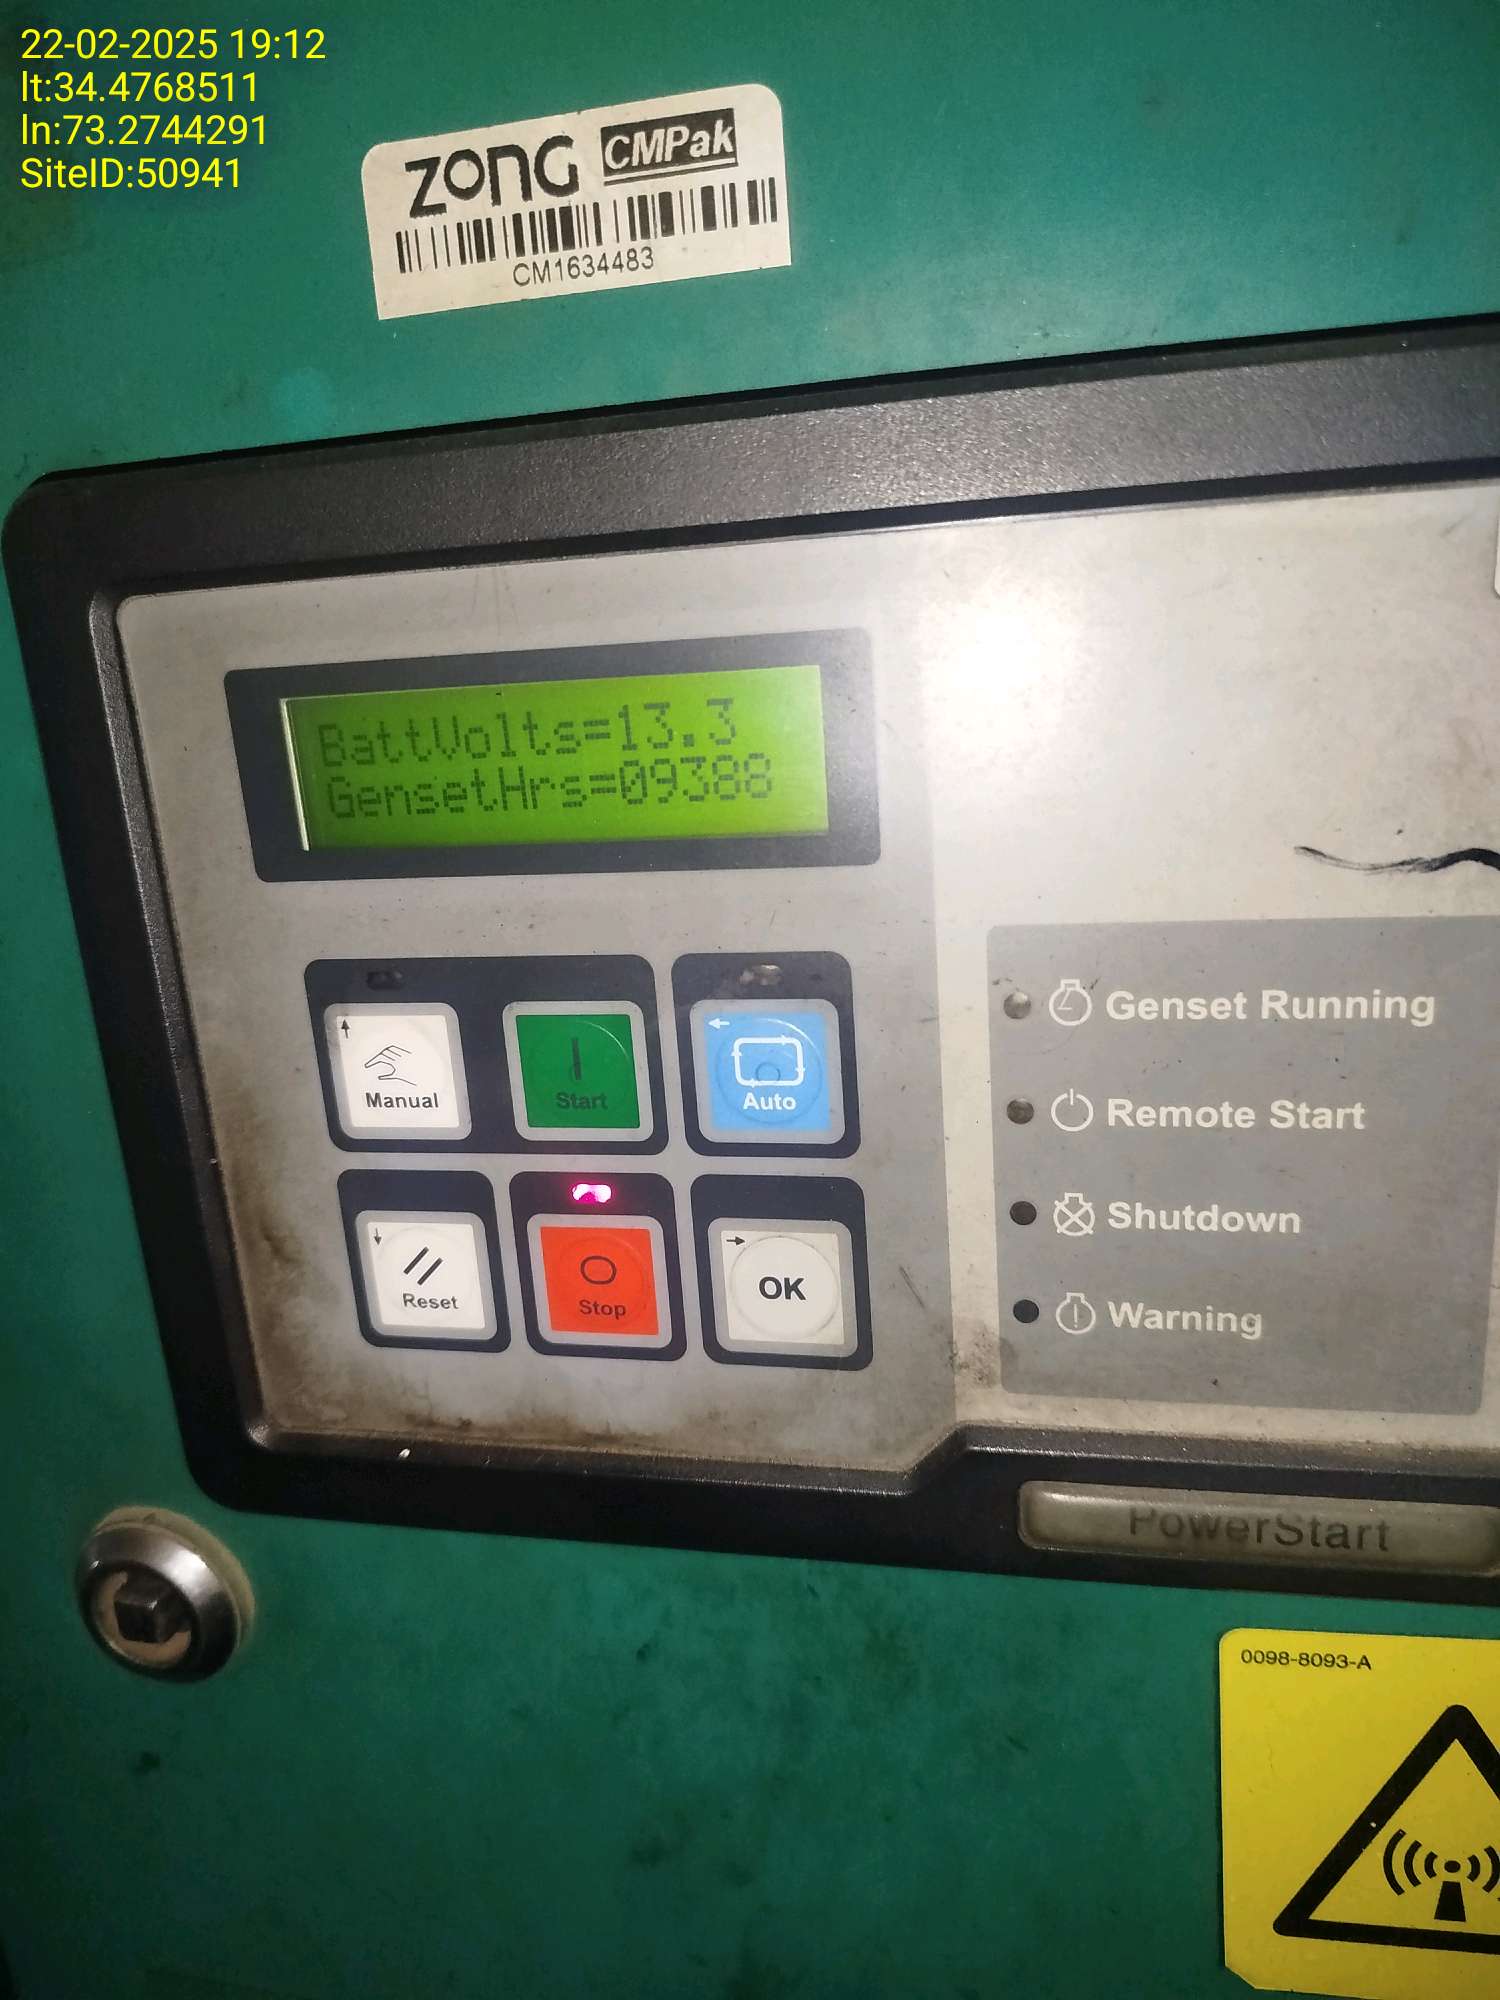 22-02-2025 19:12
lt:34.4768511
ln:73.2744291
SiteID:50941
ZONG CMPak
CM1634483
BattVolts=13.3
GensetHrs=09388
Manual
Start
Auto
Reset
Stop
OK
Genset Running
Remote Start
Shutdown
Warning
PowerStart
0098-8093-A